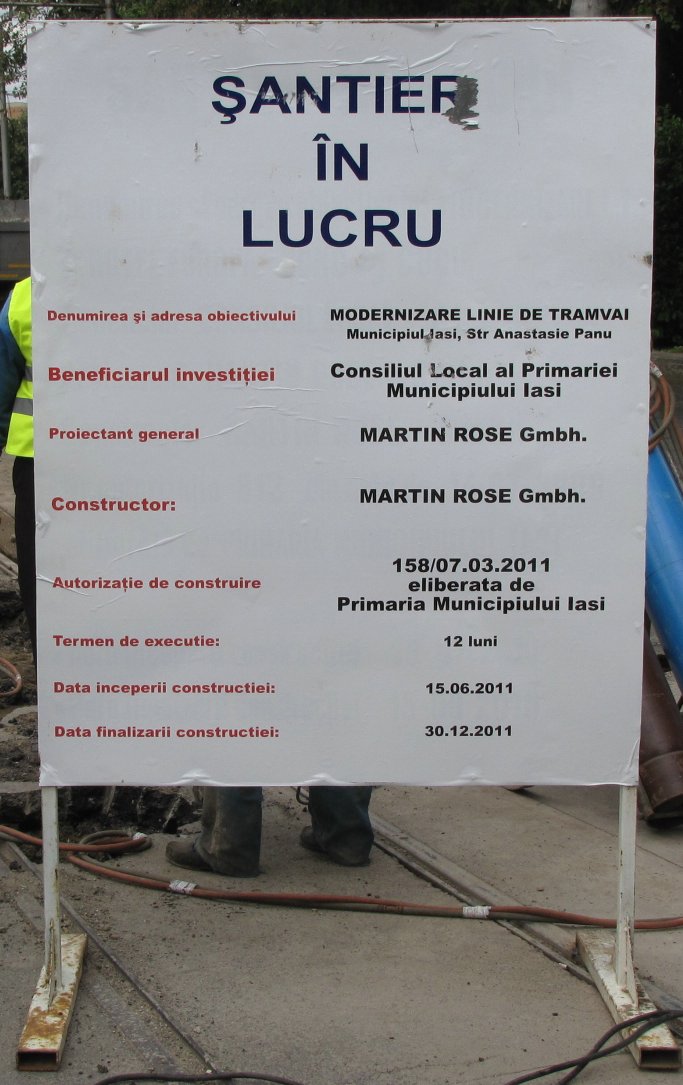 ŞANTIER
ÎN
LUCRU
Denumirea şi adresa obiectivului MODERNIZARE LINIE DE TRAMVAI
Municipiul Iasi, Str Anastasie Panu
Beneficiarul investiţiei Consiliul Local al Primariei
Municipiului Iasi
Proiectant general MARTIN ROSE Gmbh.
Constructor: MARTIN ROSE Gmbh.
158/07.03.2011
Autorizaţie de construire eliberata de
Primaria Municipiului Iasi
Termen de executie: 12 luni
Data inceperii constructiei: 15.06.2011
Data finalizarii constructiei: 30.12.2011